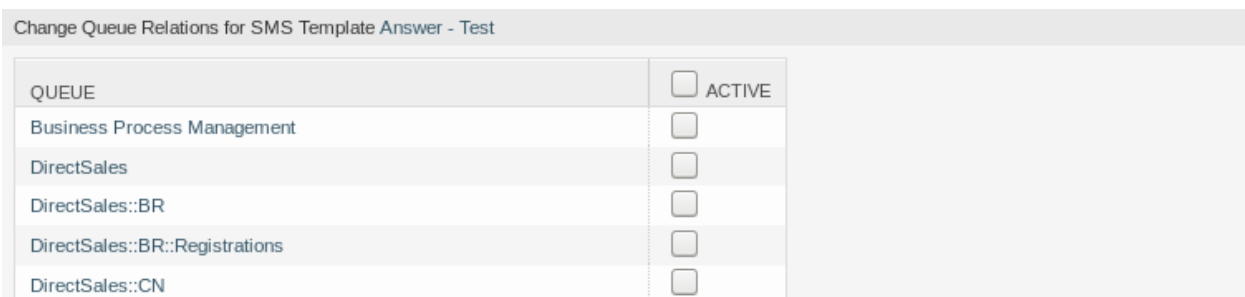 Change Queue Relations for SMS Template Answer - Test
QUEUE ACTIVE
Business Process Management
DirectSales
DirectSales::BR
DirectSales::BR::Registrations
DirectSales::CN